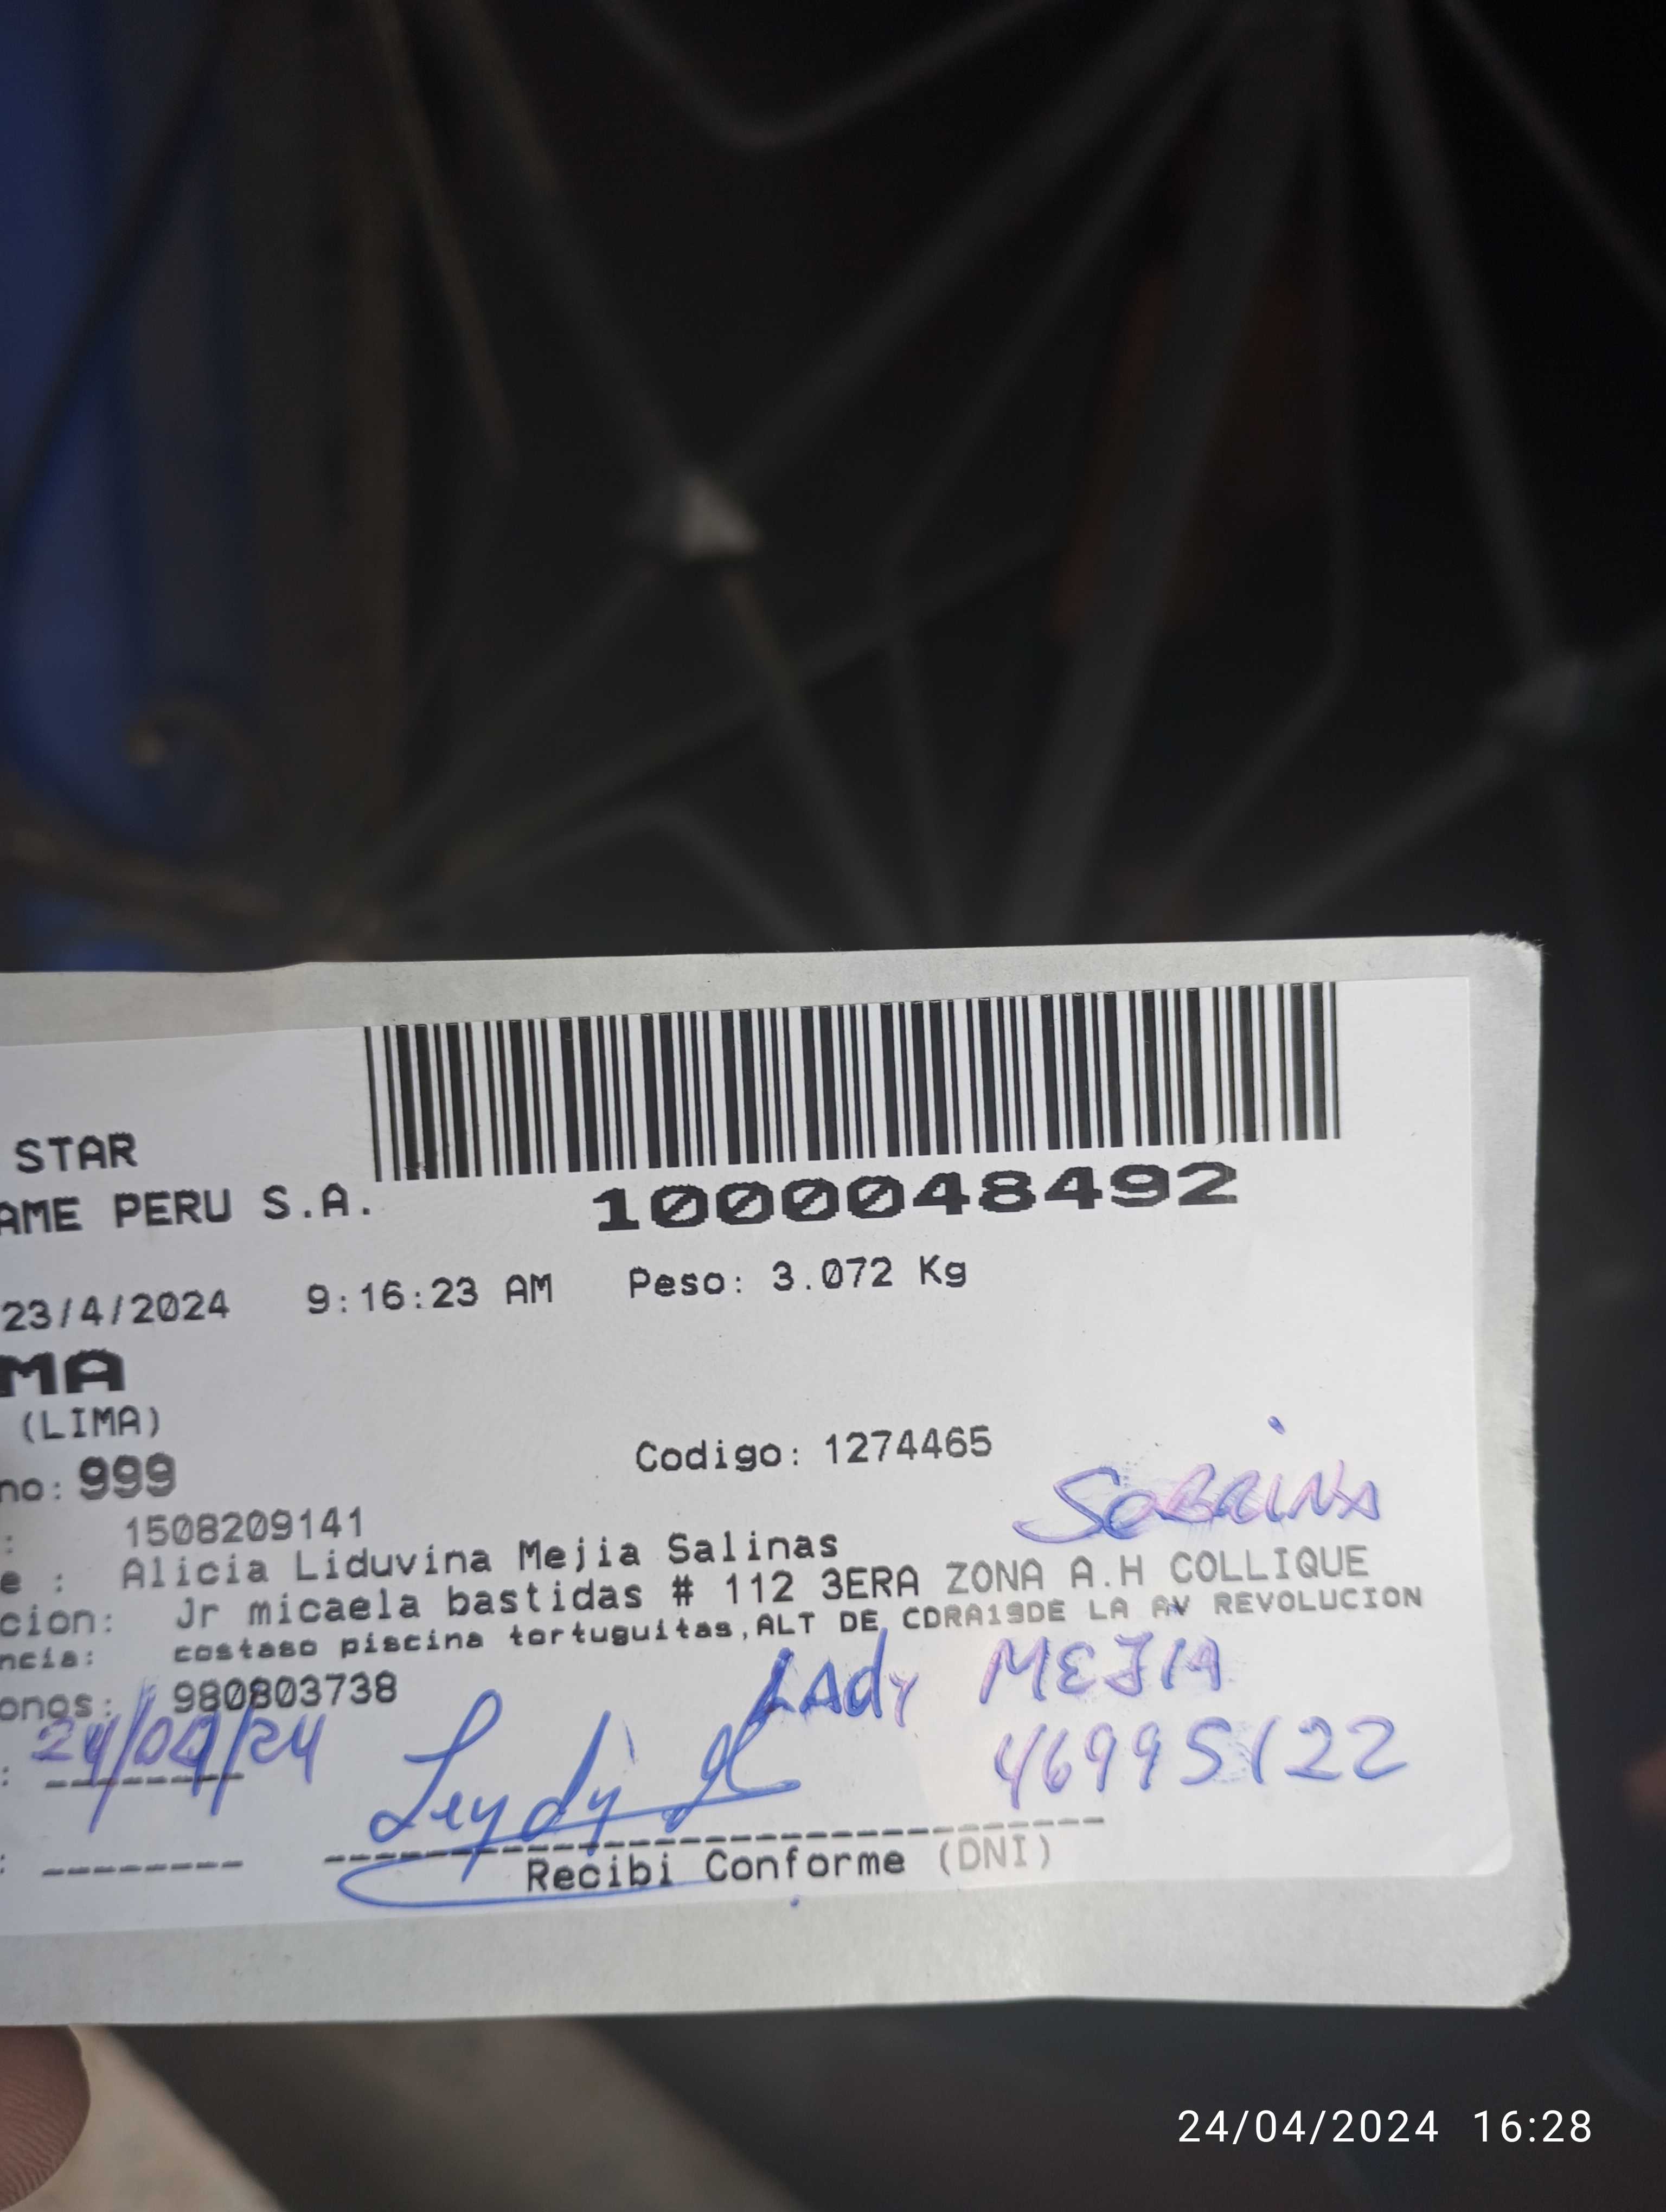 STAR
AME PERU S.A.
1000048492
23/4/2024 9:16:23 AM Peso: 3.072 Kg
MA
(LIMA)
no: 999 Codigo: 1274465
: 1508209141
SOBRINA
e : Alicia Liduvina Mejia Salinas
cion: Jr micaela bastidas # 112 3ERA ZONA A.H COLLIQUE
ncia: costaso piscina tortuguitas,ALT DE CDRA19DE LA AV REVOLUCION
onos: 980803738
LAdy MEJIA
: 24/04/24
46995122
Recibi Conforme (DNI)
24/04/2024 16:28